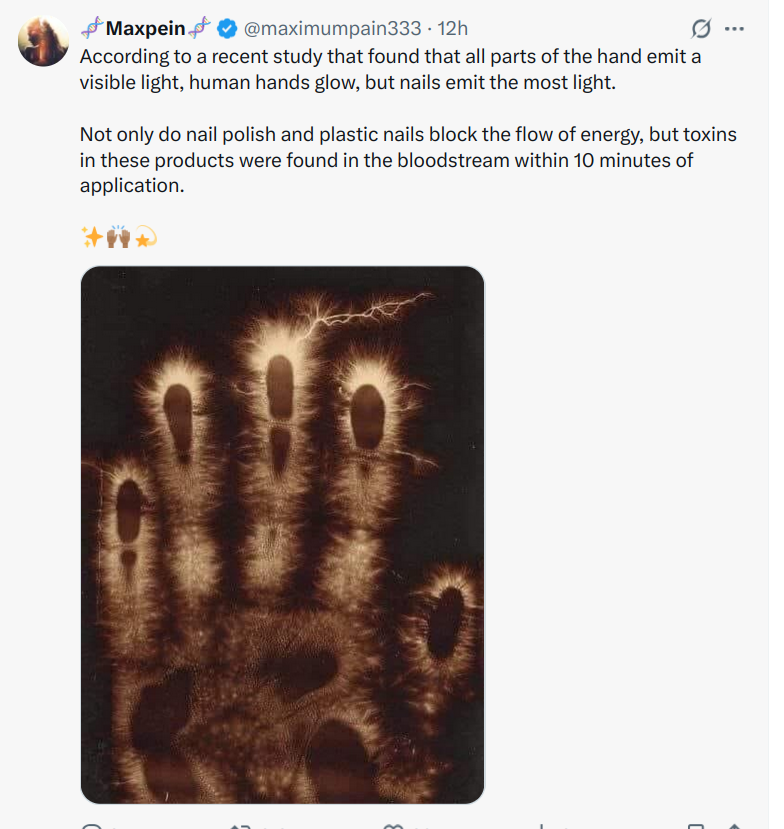 🧬Maxpein🧬 @maximumpain333 · 12h
According to a recent study that found that all parts of the hand emit a
visible light, human hands glow, but nails emit the most light.
Not only do nail polish and plastic nails block the flow of energy, but toxins
in these products were found in the bloodstream within 10 minutes of
application.
✨🙌🏽💫